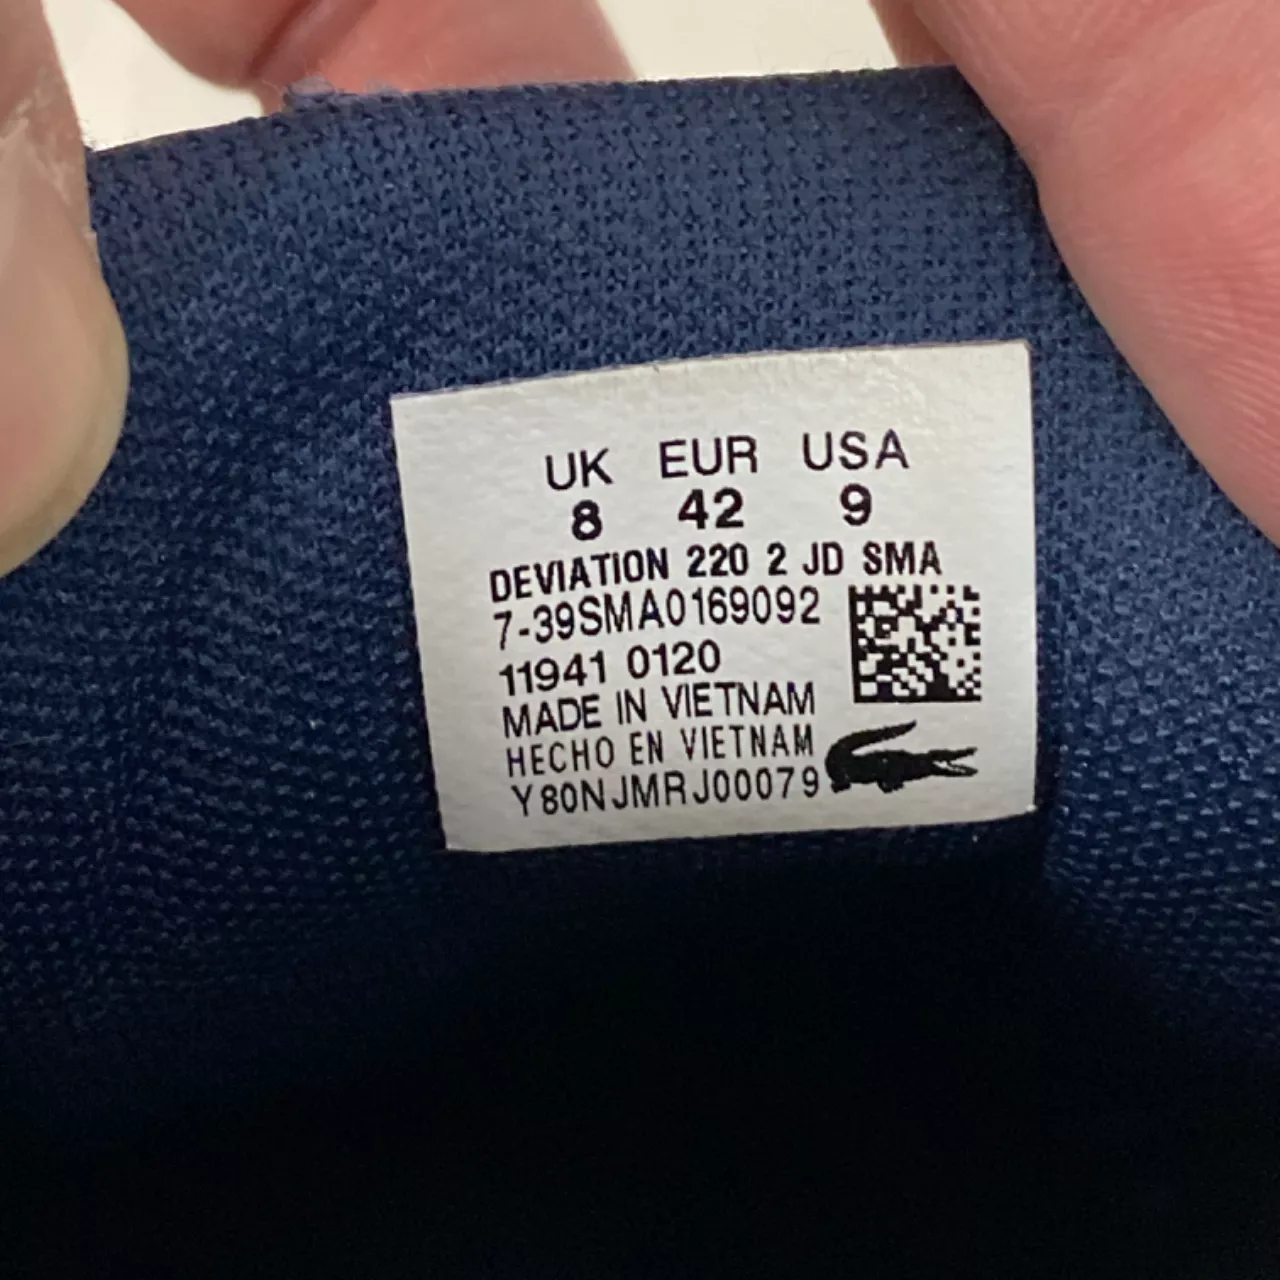 UK EUR USA
8 42 9
DEVIATION 220 2 JD SMA
7-39SMA0169092
11941 0120
MADE IN VIETNAM
HECHO EN VIETNAM
Y80NJMRJ00079